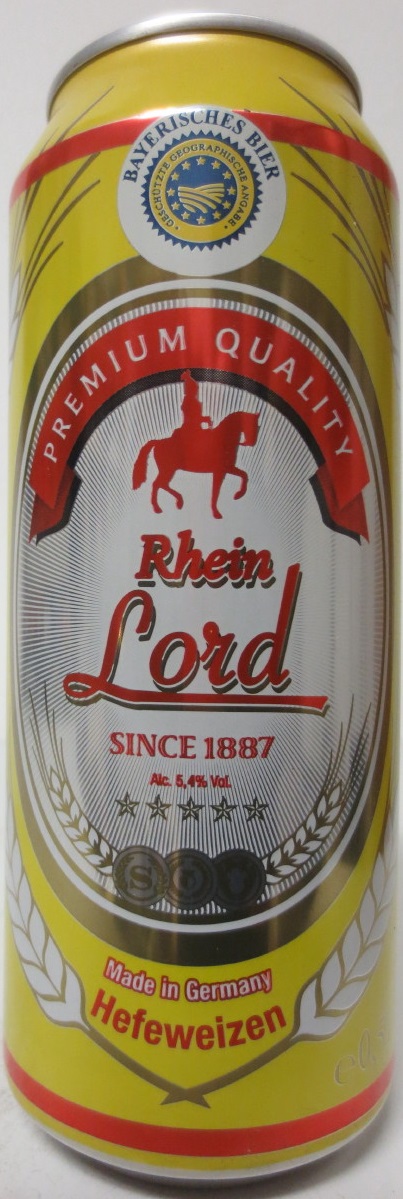 BAYERISCHES BIER
GESCHÜTZTE GEOGRAPHISCHE ANGABE
PREMIUM QUALITY
Rhein
Lord
SINCE 1887
Alc. 5,4% Vol.
Made in Germany
Hefeweizen